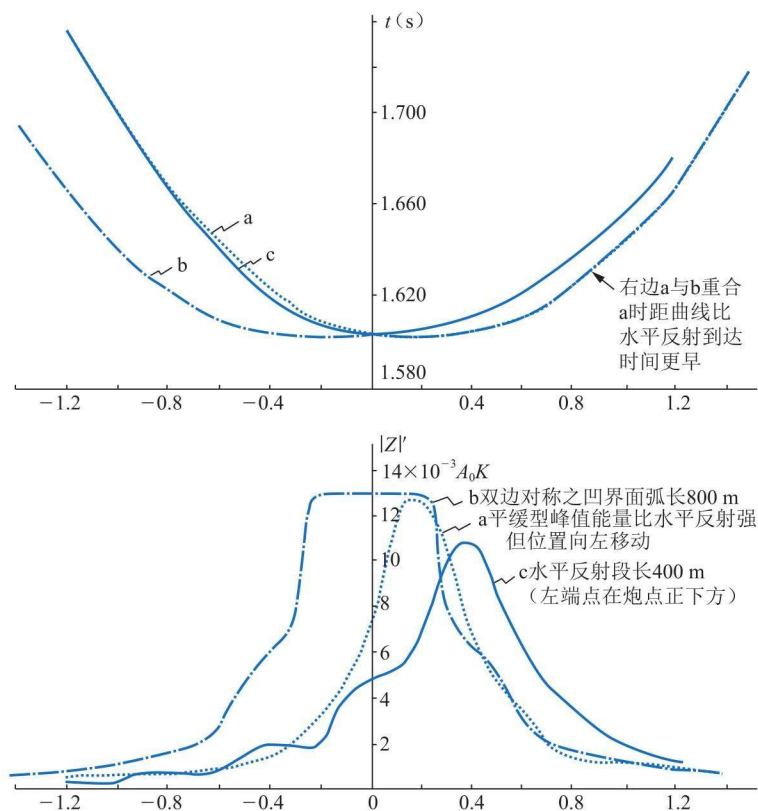 t(s)
1.700
1.660
a
c
b
1.620
右边a与b重合
a时距曲线比
水平反射到达
时间更早
1.580
−1.2 −0.8 −0.4 0 0.4 0.8 1.2
|Z|′
14×10⁻³A₀K
b双边对称之凹界面弧长800 m
12
a平缓型峰值能量比水平反射强
但位置向左移动
10
c水平反射段长400 m
（左端点在炮点正下方）
8
6
4
2
−1.2 −0.8 −0.4 0 0.4 0.8 1.2